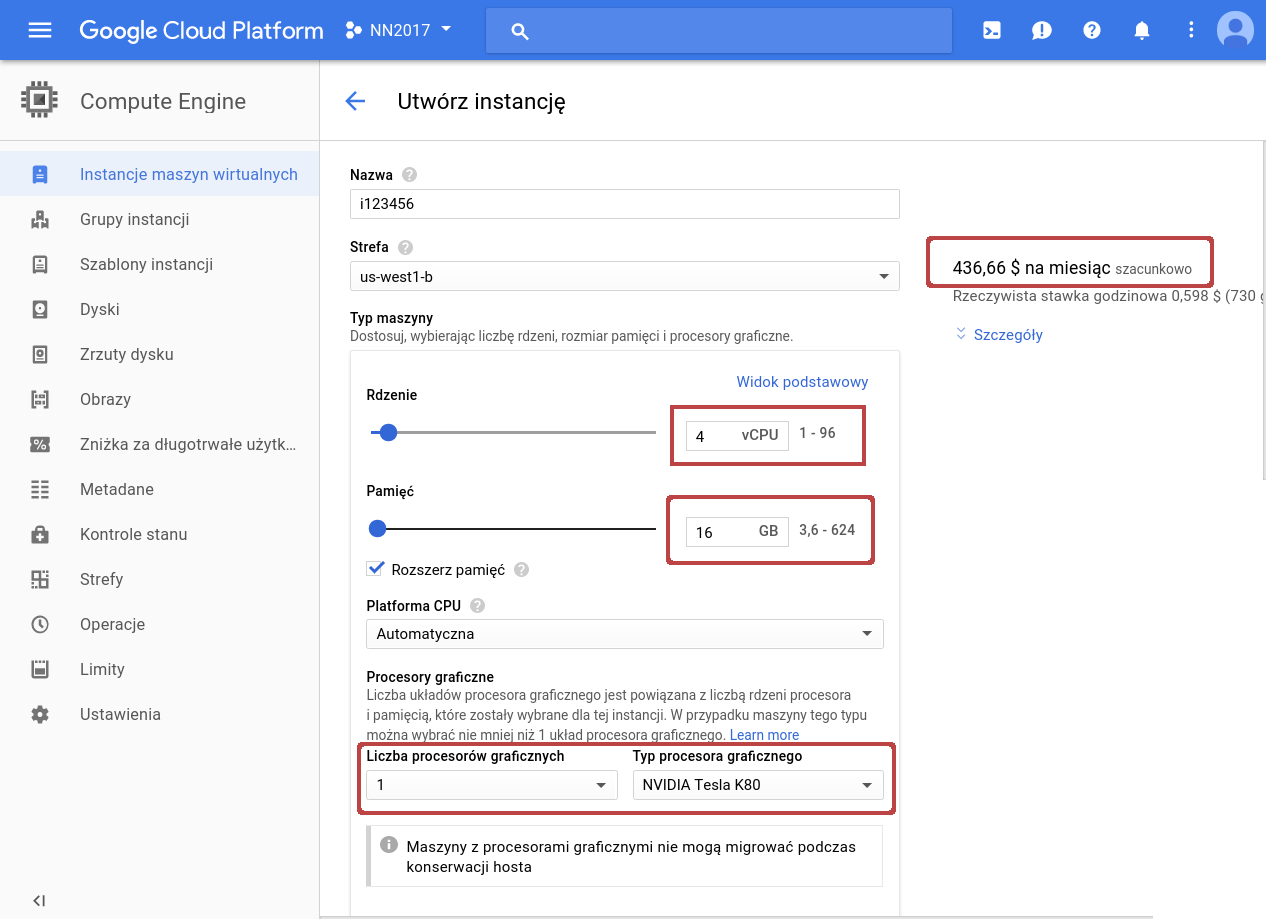 Google Cloud Platform
NN2017
Compute Engine
Utwórz instancję
Instancje maszyn wirtualnych
Grupy instancji
Szablony instancji
Dyski
Zrzuty dysku
Obrazy
Zniżka za długotrwałe użytk...
Metadane
Kontrole stanu
Strefy
Operacje
Limity
Ustawienia
Nazwa
i123456
Strefa
us-west1-b
Typ maszyny
Dostosuj, wybierając liczbę rdzeni, rozmiar pamięci i procesory graficzne.
Widok podstawowy
Rdzenie
4 vCPU 1 - 96
Pamięć
16 GB 3,6 - 624
Rozszerz pamięć
Platforma CPU
Automatyczna
Procesory graficzne
Liczba układów procesora graficznego jest powiązana z liczbą rdzeni procesora
i pamięcią, które zostały wybrane dla tej instancji. W przypadku maszyny tego typu
można wybrać nie mniej niż 1 układ procesora graficznego. Learn more
Liczba procesorów graficznych Typ procesora graficznego
1 NVIDIA Tesla K80
Maszyny z procesorami graficznymi nie mogą migrować podczas
konserwacji hosta
436,66 $ na miesiąc szacunkowo
Rzeczywista stawka godzinowa 0,598 $ (730
Szczegóły